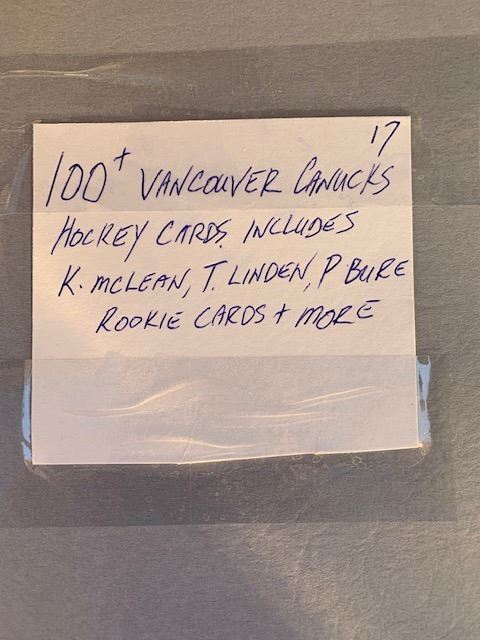 17
100+ VANCOUVER CANUCKS
HOCKEY CARDS. INCLUDES
K. MCLEAN, T. LINDEN, P BURE
ROOKIE CARDS + MORE